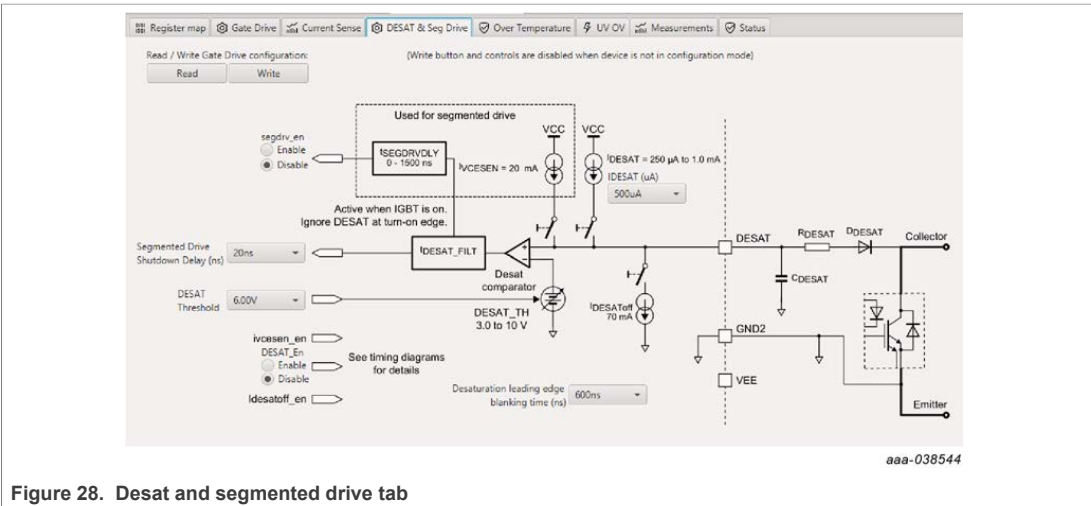 Register map Gate Drive Current Sense DESAT & Seg Drive Over Temperature UV OV Measurements Status
Read / Write Gate Drive configuration:
(Write button and controls are disabled when device is not in configuration mode)
Read Write
Used for segmented drive
VCC VCC
segdrv_en
Enable
Disable
tSEGDRVDLY
0 - 1500 ns
IVCESEN = 20 mA
IDESAT = 250 µA to 1.0 mA
IDESAT (uA)
500uA
Active when IGBT is on.
Ignore DESAT at turn-on edge.
Segmented Drive
Shutdown Delay (ns)
20ns
tDESAT_FILT
+
−
Desat
comparator
DESAT
RDESAT
DDESAT
Collector
CDESAT
DESAT
Threshold
6.00V
DESAT_TH
3.0 to 10 V
IDESAToff
70 mA
GND2
ivcesen_en
DESAT_En
Enable
Disable
See timing diagrams
for details
Idesatoff_en
Desaturation leading edge
blanking time (ns)
600ns
VEE
Emitter
aaa-038544
Figure 28. Desat and segmented drive tab